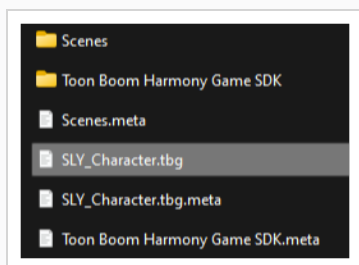 Scenes
Toon Boom Harmony Game SDK
Scenes.meta
SLY_Character.tbg
SLY_Character.tbg.meta
Toon Boom Harmony Game SDK.meta